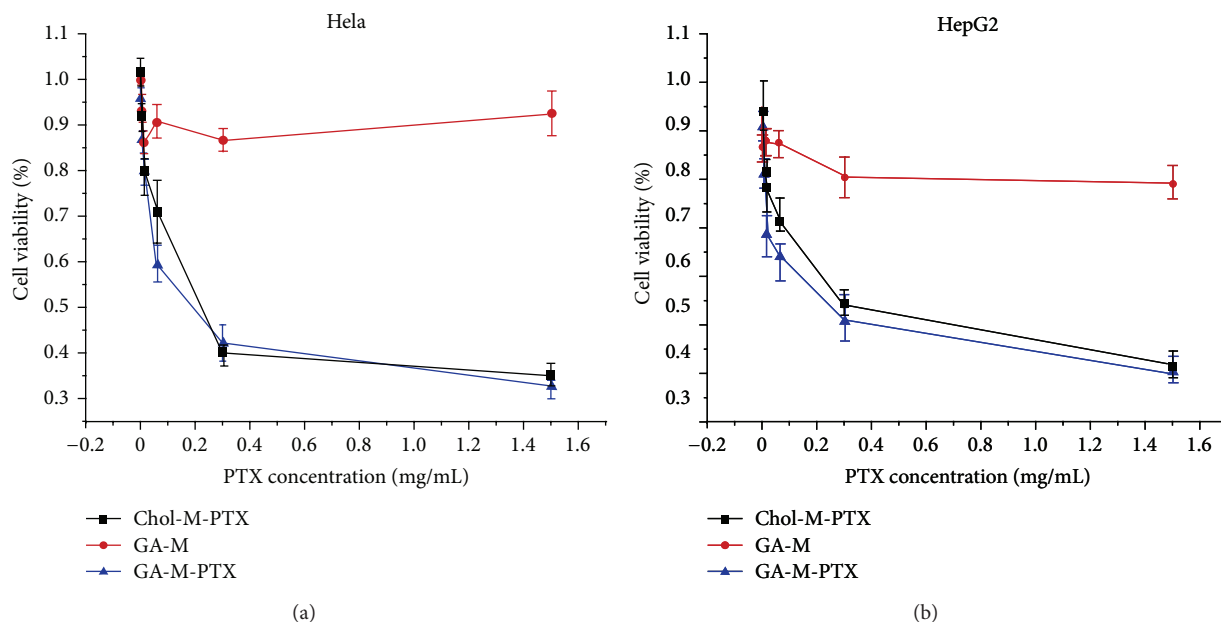 Hela
1.1
1.0
0.9
0.8
0.7
0.6
0.5
0.4
0.3
Cell viability (%)
−0.2 0 0.2 0.4 0.6 0.8 1.0 1.2 1.4 1.6
PTX concentration (mg/mL)
Chol-M-PTX
GA-M
GA-M-PTX
(a)
HepG2
1.1
1.0
0.9
0.8
0.7
0.6
0.5
0.4
0.3
Cell viability (%)
−0.2 0 0.2 0.4 0.6 0.8 1.0 1.2 1.4 1.6
PTX concentration (mg/mL)
Chol-M-PTX
GA-M
GA-M-PTX
(b)